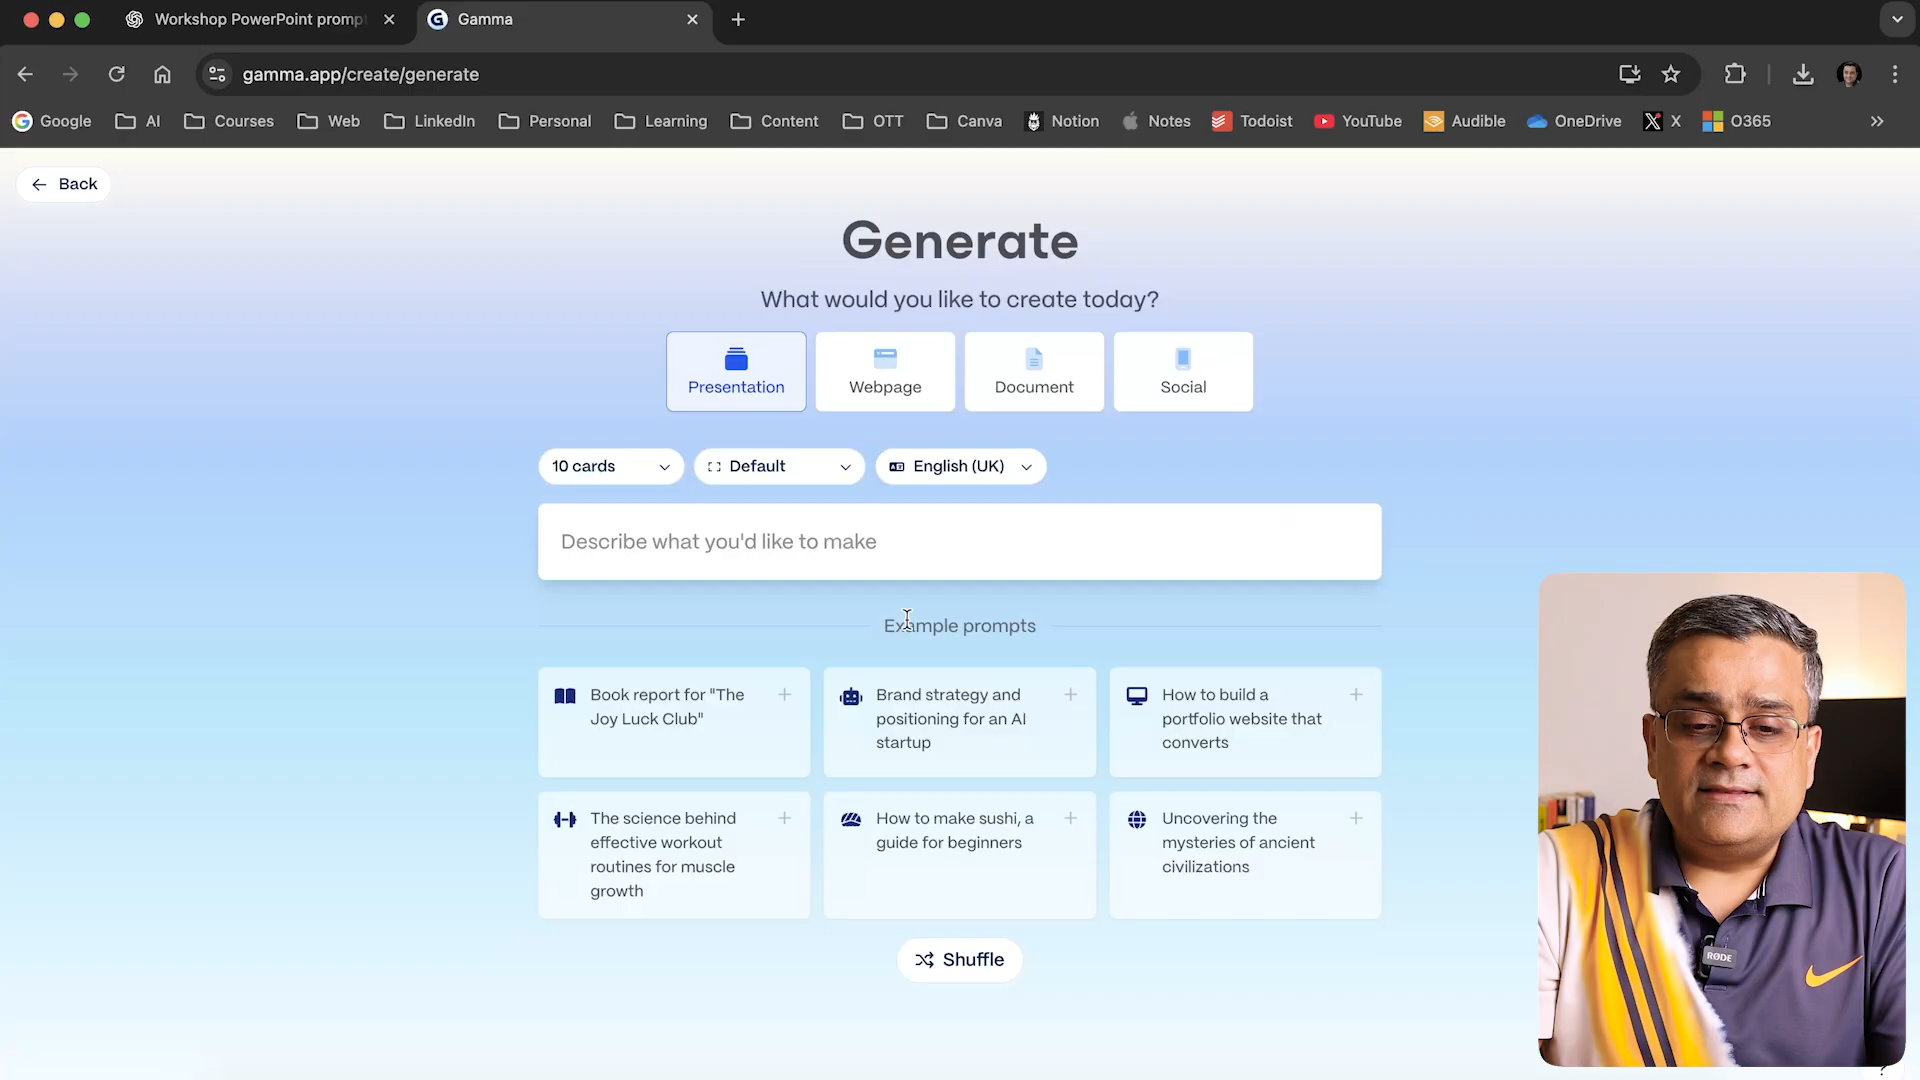 Workshop PowerPoint promp
Gamma
gamma.app/create/generate
Google
AI
Courses
Web
LinkedIn
Personal
Learning
Content
OTT
Canva
Notion
Notes
Todoist
YouTube
Audible
OneDrive
X
O365
Back
Generate
What would you like to create today?
Presentation
Webpage
Document
Social
10 cards
Default
English (UK)
Describe what you'd like to make
Example prompts
Book report for "The
Joy Luck Club"
Brand strategy and
positioning for an AI
startup
How to build a
portfolio website that
converts
The science behind
effective workout
routines for muscle
growth
How to make sushi, a
guide for beginners
Uncovering the
mysteries of ancient
civilizations
Shuffle
RØDE